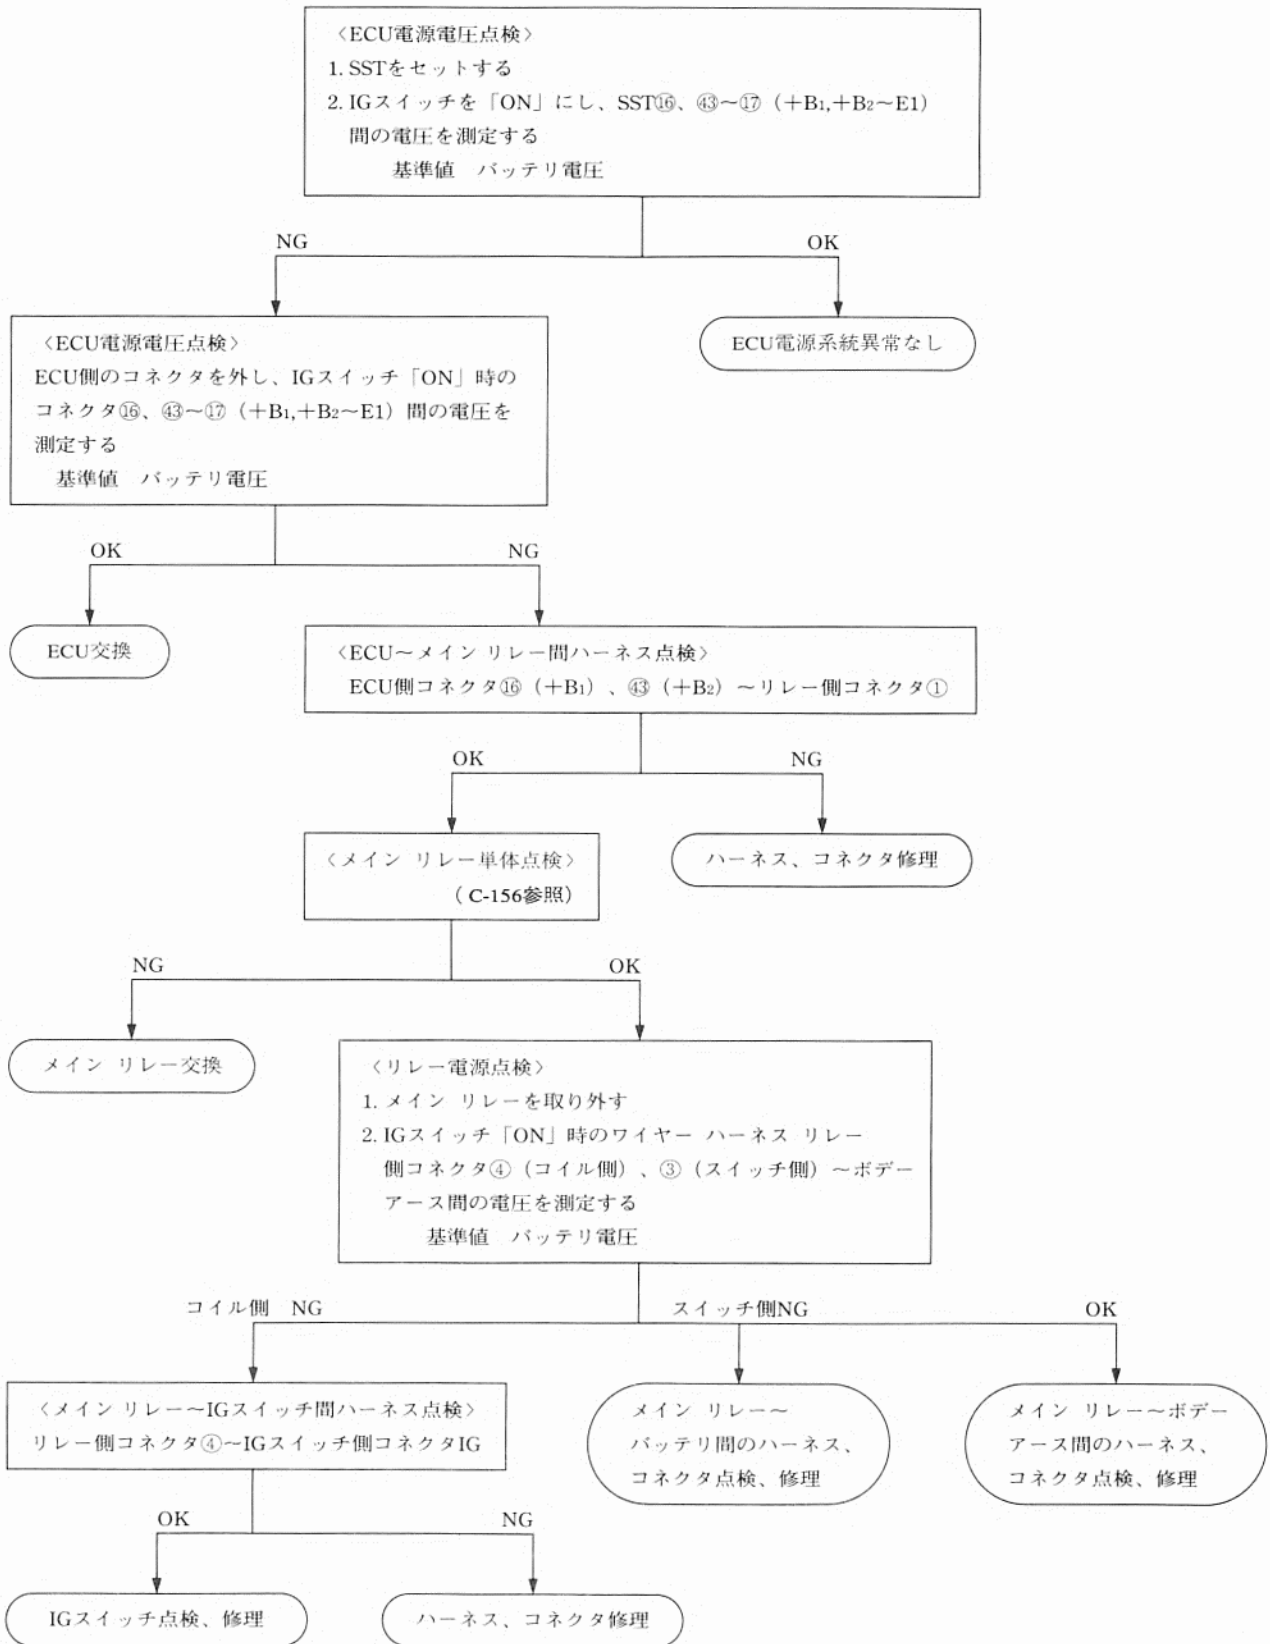 〈ECU電源電圧点検〉
1. SSTをセットする
2. IGスイッチを「ON」にし、SST⑯、㊸～⑰（＋B1,＋B2～E1）
間の電圧を測定する
基準値　バッテリ電圧
NG
OK
〈ECU電源電圧点検〉
ECU側のコネクタを外し、IGスイッチ「ON」時の
コネクタ⑯、㊸～⑰（＋B1,＋B2～E1）間の電圧を
測定する
基準値　バッテリ電圧
ECU電源系統異常なし
OK
NG
ECU交換
〈ECU～メイン リレー間ハーネス点検〉
ECU側コネクタ⑯（＋B1）、㊸（＋B2）～リレー側コネクタ①
OK
NG
〈メイン リレー単体点検〉
（C-156参照）
ハーネス、コネクタ修理
NG
OK
メイン リレー交換
〈リレー電源点検〉
1. メイン リレーを取り外す
2. IGスイッチ「ON」時のワイヤー ハーネス リレー
側コネクタ④（コイル側）、③（スイッチ側）～ボデー
アース間の電圧を測定する
基準値　バッテリ電圧
コイル側　NG
スイッチ側NG
OK
〈メイン リレー～IGスイッチ間ハーネス点検〉
リレー側コネクタ④～IGスイッチ側コネクタIG
メイン リレー～
バッテリ間のハーネス、
コネクタ点検、修理
メイン リレー～ボデー
アース間のハーネス、
コネクタ点検、修理
OK
NG
IGスイッチ点検、修理
ハーネス、コネクタ修理